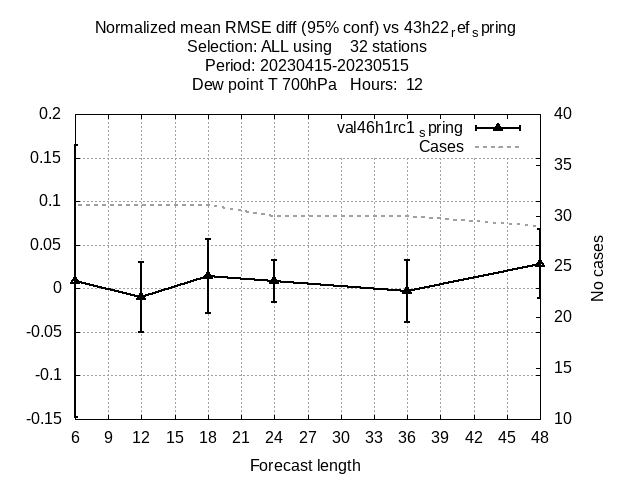 Normalized mean RMSE diff (95% conf) vs 43h22refspring
Selection: ALL using 32 stations
Period: 20230415-20230515
Dew point T 700hPa Hours: 12
val46h1rc1spring
Cases
0.2
0.15
0.1
0.05
0
-0.05
-0.1
-0.15
40
35
30
25
20
15
10
No cases
6 9 12 15 18 21 24 27 30 33 36 39 42 45 48
Forecast length